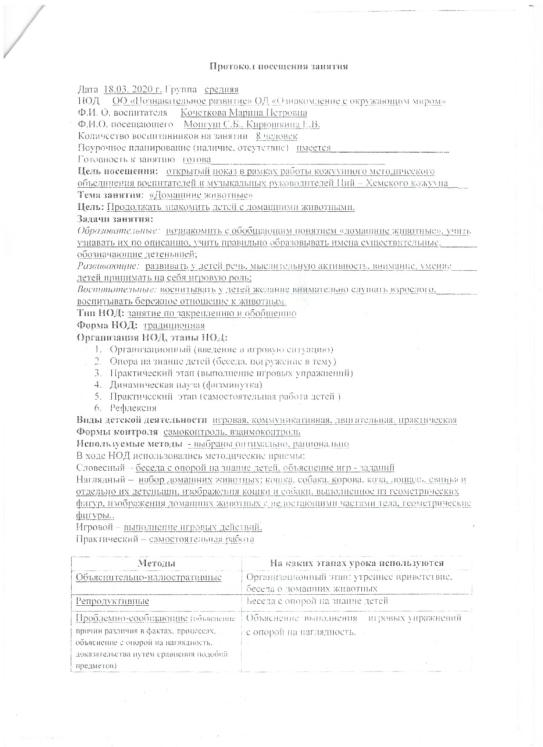 Протокол посещения занятия
Дата 18.03. 2020 г. Группа средняя
НОД ОО «Познавательное развитие» ОД «Ознакомление с окружающим миром»
Ф.И. О. воспитателя Кочеткова Марина Петровна
Ф.И.О. посещающего Монгуш С.Б., Кирюшкина Е.В.
Количество воспитанников на занятии 8 человек
Поурочное планирование (наличие, отсутствие) имеется
Готовность к занятию готова
Цель посещения: открытый показ в рамках работы кожуунного методического
объединения воспитателей и музыкальных руководителей Пий – Хемского кожууна
Тема занятия: «Домашние животные»
Цель: Продолжать знакомить детей с домашними животными.
Задачи занятия:
Образовательные: познакомить с обобщающим понятием «домашние животные», учить
узнавать их по описанию, учить правильно образовывать имена существительные,
обозначающие детенышей;
Развивающие: развивать у детей речь, мыслительную активность, внимание, умение
детей принимать на себя игровую роль;
Воспитательные: воспитывать у детей желание внимательно слушать взрослого,
воспитывать бережное отношение к животным.
Тип НОД: занятие по закреплению и обобщению
Форма НОД: традиционная
Организация НОД, этапы НОД:
1. Организационный (введение в игровую ситуацию)
2. Опора на знание детей (беседа, погружение в тему)
3. Практический этап (выполнение игровых упражнений)
4. Динамическая пауза (физминутка)
5. Практический этап (самостоятельная работа детей )
6. Рефлексия
Виды детской деятельности игровая, коммуникативная, двигательная, практическая
Формы контроля самоконтроль, взаимоконтроль
Используемые методы - выбраны оптимально, рационально
В ходе НОД использовались методические приемы:
Словесный - беседа с опорой на знание детей, объяснение игр - заданий
Наглядный – набор домашних животных: кошка, собака, корова, коза, лошадь, свинья и
отдельно их детеныши, изображения кошки и собаки, выполненное из геометрических
фигур, изображения домашних животных с недостающими частями тела, геометрические
фигуры..
Игровой – выполнение игровых действий.
Практический – самостоятельная работа
Методы На каких этапах урока используются
Объяснительно-иллюстративные Организационный этап: утреннее приветствие,
беседа о домашних животных
Репродуктивные Беседа с опорой на знание детей
Проблемно-сообщающие (объяснение Объяснение выполнения игровых упражнений
причин различия в фактах, процессах, с опорой на наглядность.
объяснение с опорой на наглядность,
доказательства путем сравнения подобий
предметов)